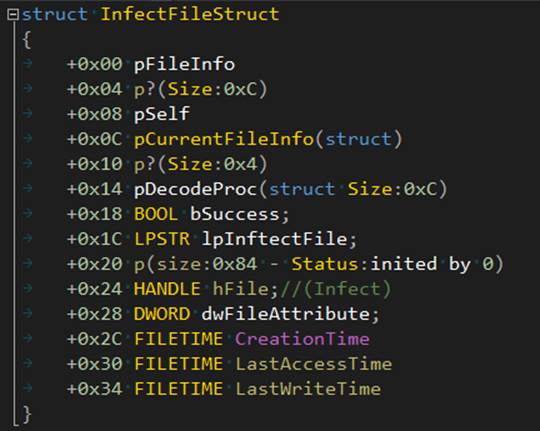 struct InfectFileStruct
{
+0x00 pFileInfo
+0x04 p?(Size:0xC)
+0x08 pSelf
+0x0C pCurrentFileInfo(struct)
+0x10 p?(Size:0x4)
+0x14 pDecodeProc(struct Size:0xC)
+0x18 BOOL bSuccess;
+0x1C LPSTR lpInftectFile;
+0x20 p(size:0x84 - Status:inited by 0)
+0x24 HANDLE hFile;//(Infect)
+0x28 DWORD dwFileAttribute;
+0x2C FILETIME CreationTime
+0x30 FILETIME LastAccessTime
+0x34 FILETIME LastWriteTime
}